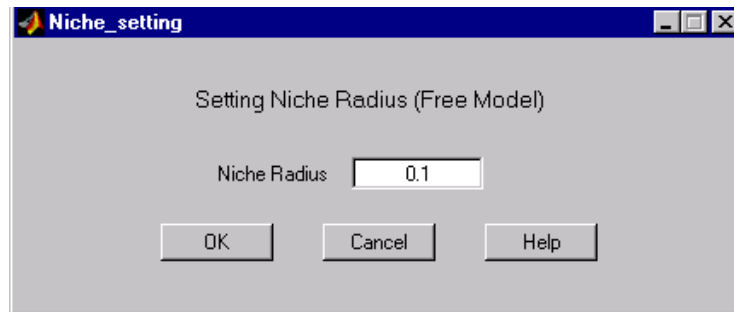 Niche_setting
Setting Niche Radius (Free Model)
Niche Radius 0.1
OK Cancel Help